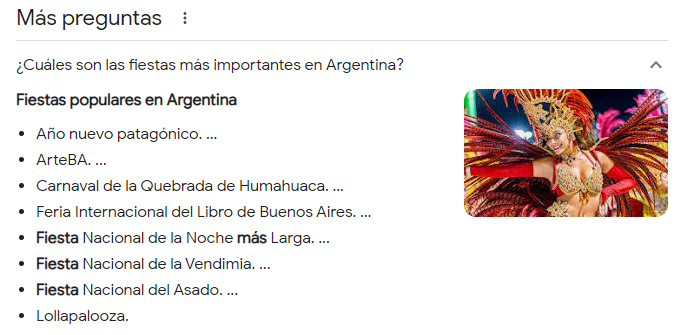 Más preguntas
¿Cuáles son las fiestas más importantes en Argentina?
Fiestas populares en Argentina
Año nuevo patagónico. ...
ArteBA. ...
Carnaval de la Quebrada de Humahuaca. ...
Feria Internacional del Libro de Buenos Aires. ...
Fiesta Nacional de la Noche más Larga. ...
Fiesta Nacional de la Vendimia. ...
Fiesta Nacional del Asado. ...
Lollapalooza.